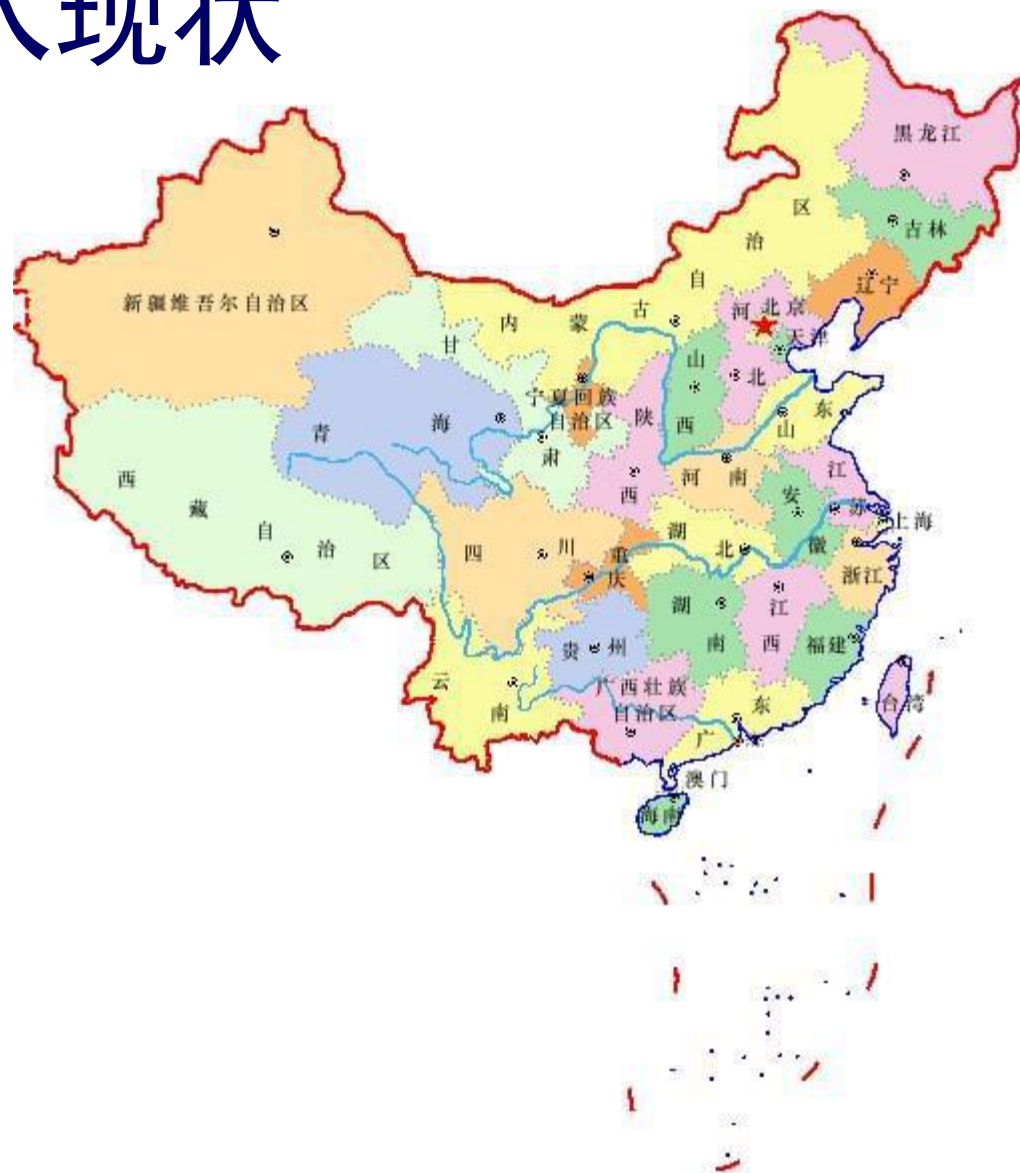 现状
黑龙江
吉林
辽宁
内蒙古自治区
新疆维吾尔自治区
北京
天津
河北
山西
山东
甘肃
宁夏回族
自治区
陕西
青海
河南
江苏
安徽
上海
西藏自治区
四川
重庆
湖北
浙江
湖南
江西
福建
贵州
云南
广西壮族
自治区
广东
台湾
澳门
海南